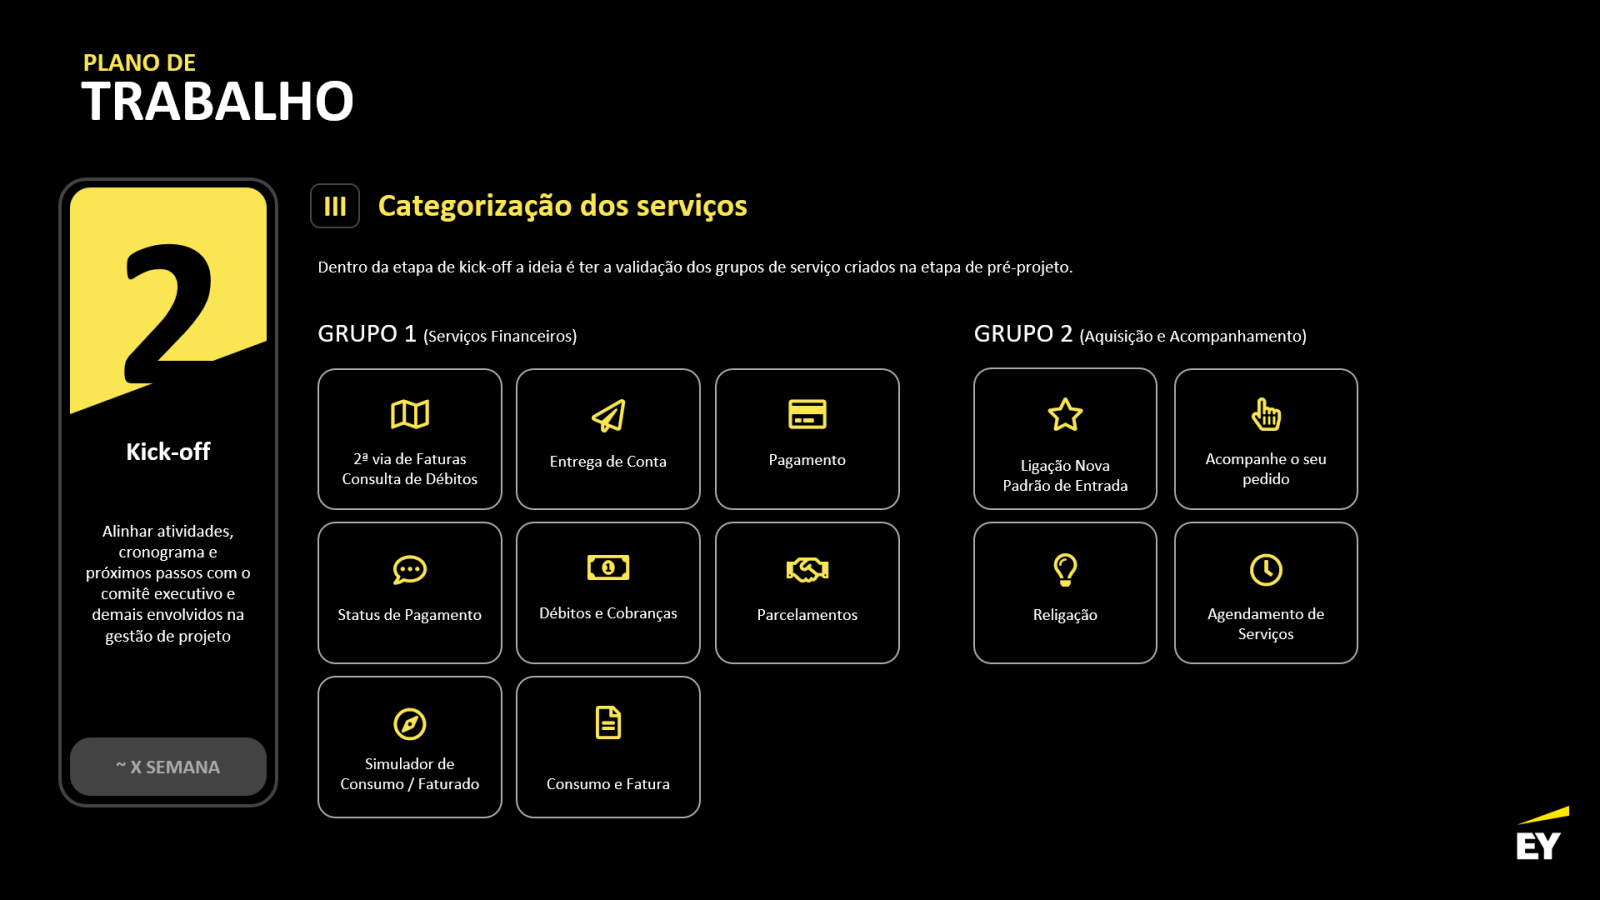 PLANO DE
TRABALHO
2
Kick-off
Alinhar atividades,
cronograma e
próximos passos com o
comitê executivo e
demais envolvidos na
gestão de projeto
~ X SEMANA
III Categorização dos serviços
Dentro da etapa de kick-off a ideia é ter a validação dos grupos de serviço criados na etapa de pré-projeto.
GRUPO 1 (Serviços Financeiros)
2ª via de Faturas
Consulta de Débitos
Entrega de Conta
Pagamento
Status de Pagamento
1
Débitos e Cobranças
Parcelamentos
Simulador de
Consumo / Faturado
Consumo e Fatura
GRUPO 2 (Aquisição e Acompanhamento)
Ligação Nova
Padrão de Entrada
Acompanhe o seu
pedido
Religação
Agendamento de
Serviços
EY